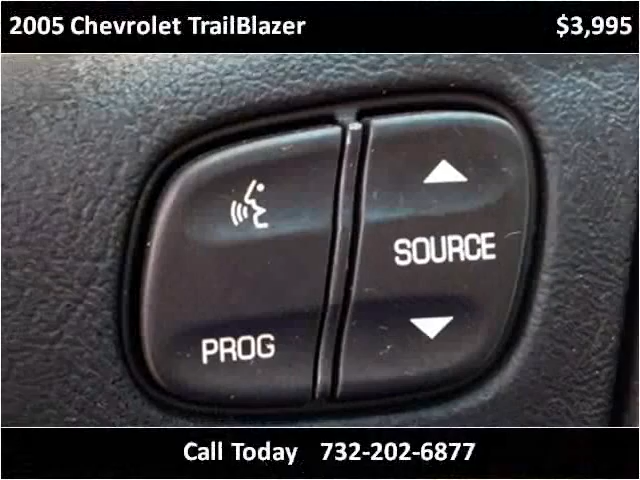 2005 Chevrolet TrailBlazer $3,995
SOURCE
PROG
Call Today 732-202-6877